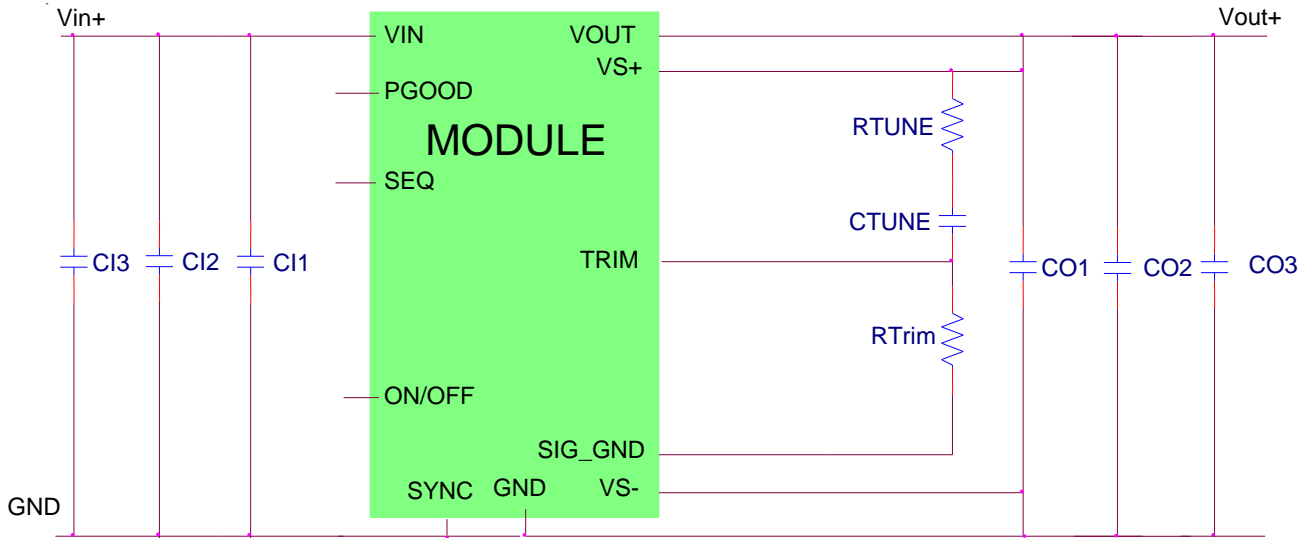 Vin+
Vout+
VIN
VOUT
VS+
PGOOD
MODULE
RTUNE
SEQ
CTUNE
TRIM
CI3
CI2
CI1
CO1
CO2
CO3
RTrim
ON/OFF
SIG_GND
SYNC
GND
VS-
GND